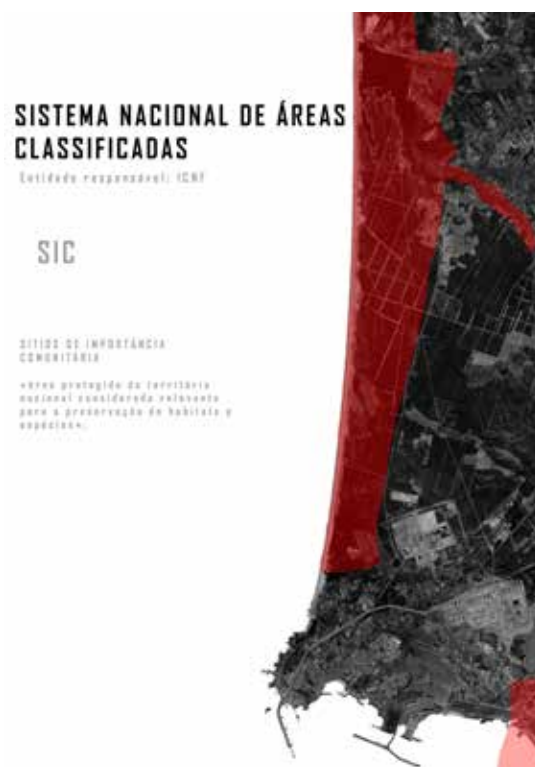 SISTEMA NACIONAL DE ÁREAS
CLASSIFICADAS
Entidade responsável: ICNF
SIC
SÍTIOS DE IMPORTÂNCIA
COMUNITÁRIA
«área protegida do território
nacional considerada relevante
para a preservação de habitats e
espécies».